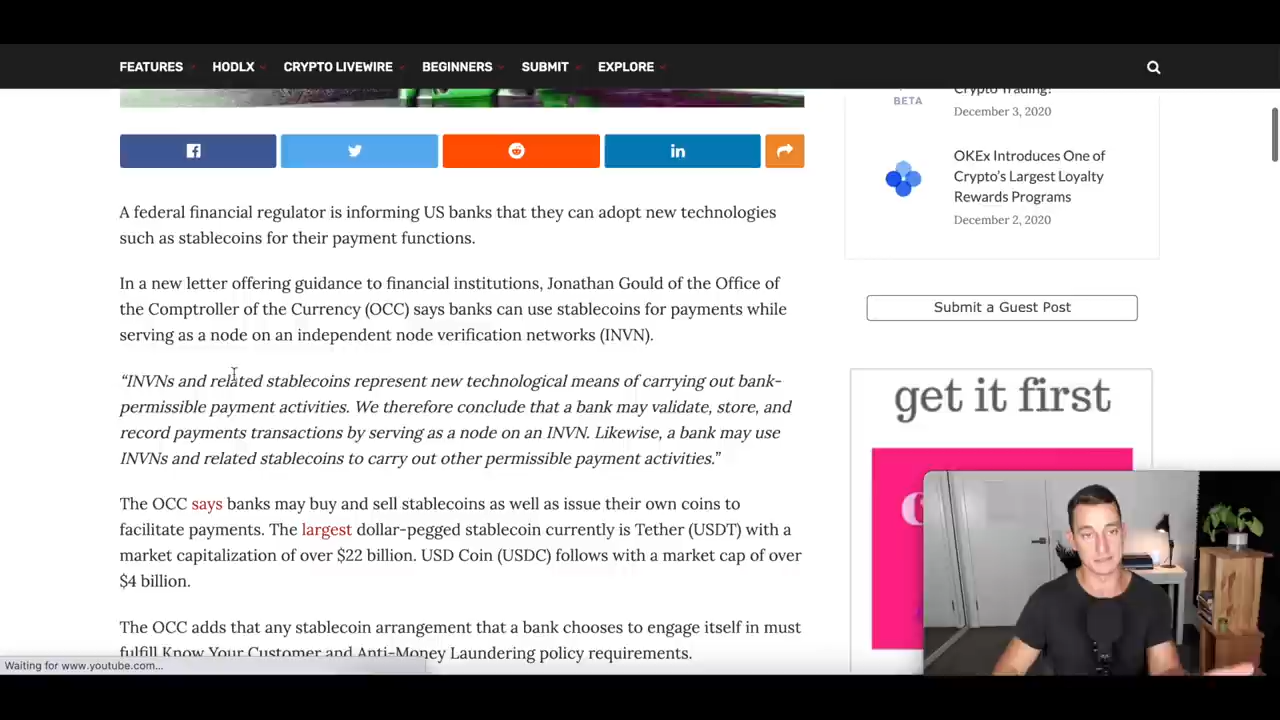 FEATURES HODLX CRYPTO LIVEWIRE BEGINNERS SUBMIT EXPLORE
A federal financial regulator is informing US banks that they can adopt new technologies
such as stablecoins for their payment functions.
In a new letter offering guidance to financial institutions, Jonathan Gould of the Office of
the Comptroller of the Currency (OCC) says banks can use stablecoins for payments while
serving as a node on an independent node verification networks (INVN).
“INVNs and related stablecoins represent new technological means of carrying out bank-
permissible payment activities. We therefore conclude that a bank may validate, store, and
record payments transactions by serving as a node on an INVN. Likewise, a bank may use
INVNs and related stablecoins to carry out other permissible payment activities.”
The OCC says banks may buy and sell stablecoins as well as issue their own coins to
facilitate payments. The largest dollar-pegged stablecoin currently is Tether (USDT) with a
market capitalization of over $22 billion. USD Coin (USDC) follows with a market cap of over
$4 billion.
The OCC adds that any stablecoin arrangement that a bank chooses to engage itself in must
fulfill Know Your Customer and Anti-Money Laundering policy requirements.
Waiting for www.youtube.com...
BETA
Crypto Trading?
December 3, 2020
OKEx Introduces One of
Crypto’s Largest Loyalty
Rewards Programs
December 2, 2020
Submit a Guest Post
get it first